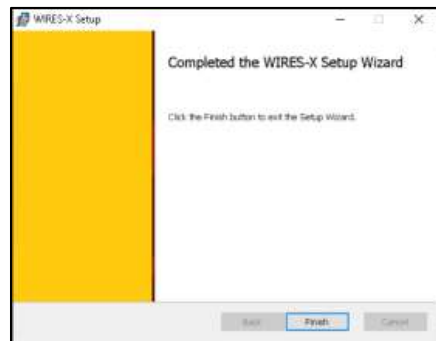 WIRES-X Setup
Completed the WIRES-X Setup Wizard
Click the Finish button to exit the Setup Wizard.
Back Finish Cancel